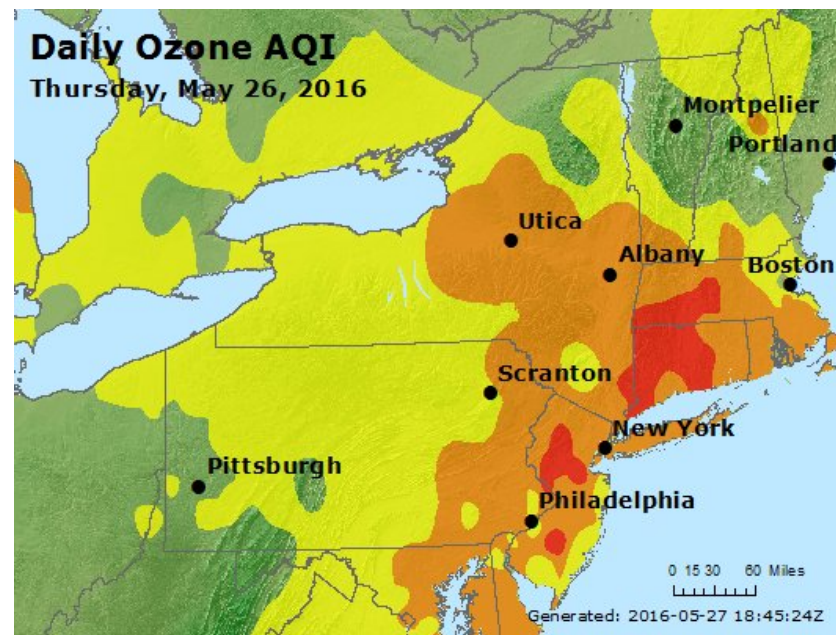 Daily Ozone AQI
Thursday, May 26, 2016
Montpelier
Portland
Utica
Albany
Boston
Scranton
New York
Pittsburgh
Philadelphia
0 15 30 60 Miles
Generated: 2016-05-27 18:45:24Z